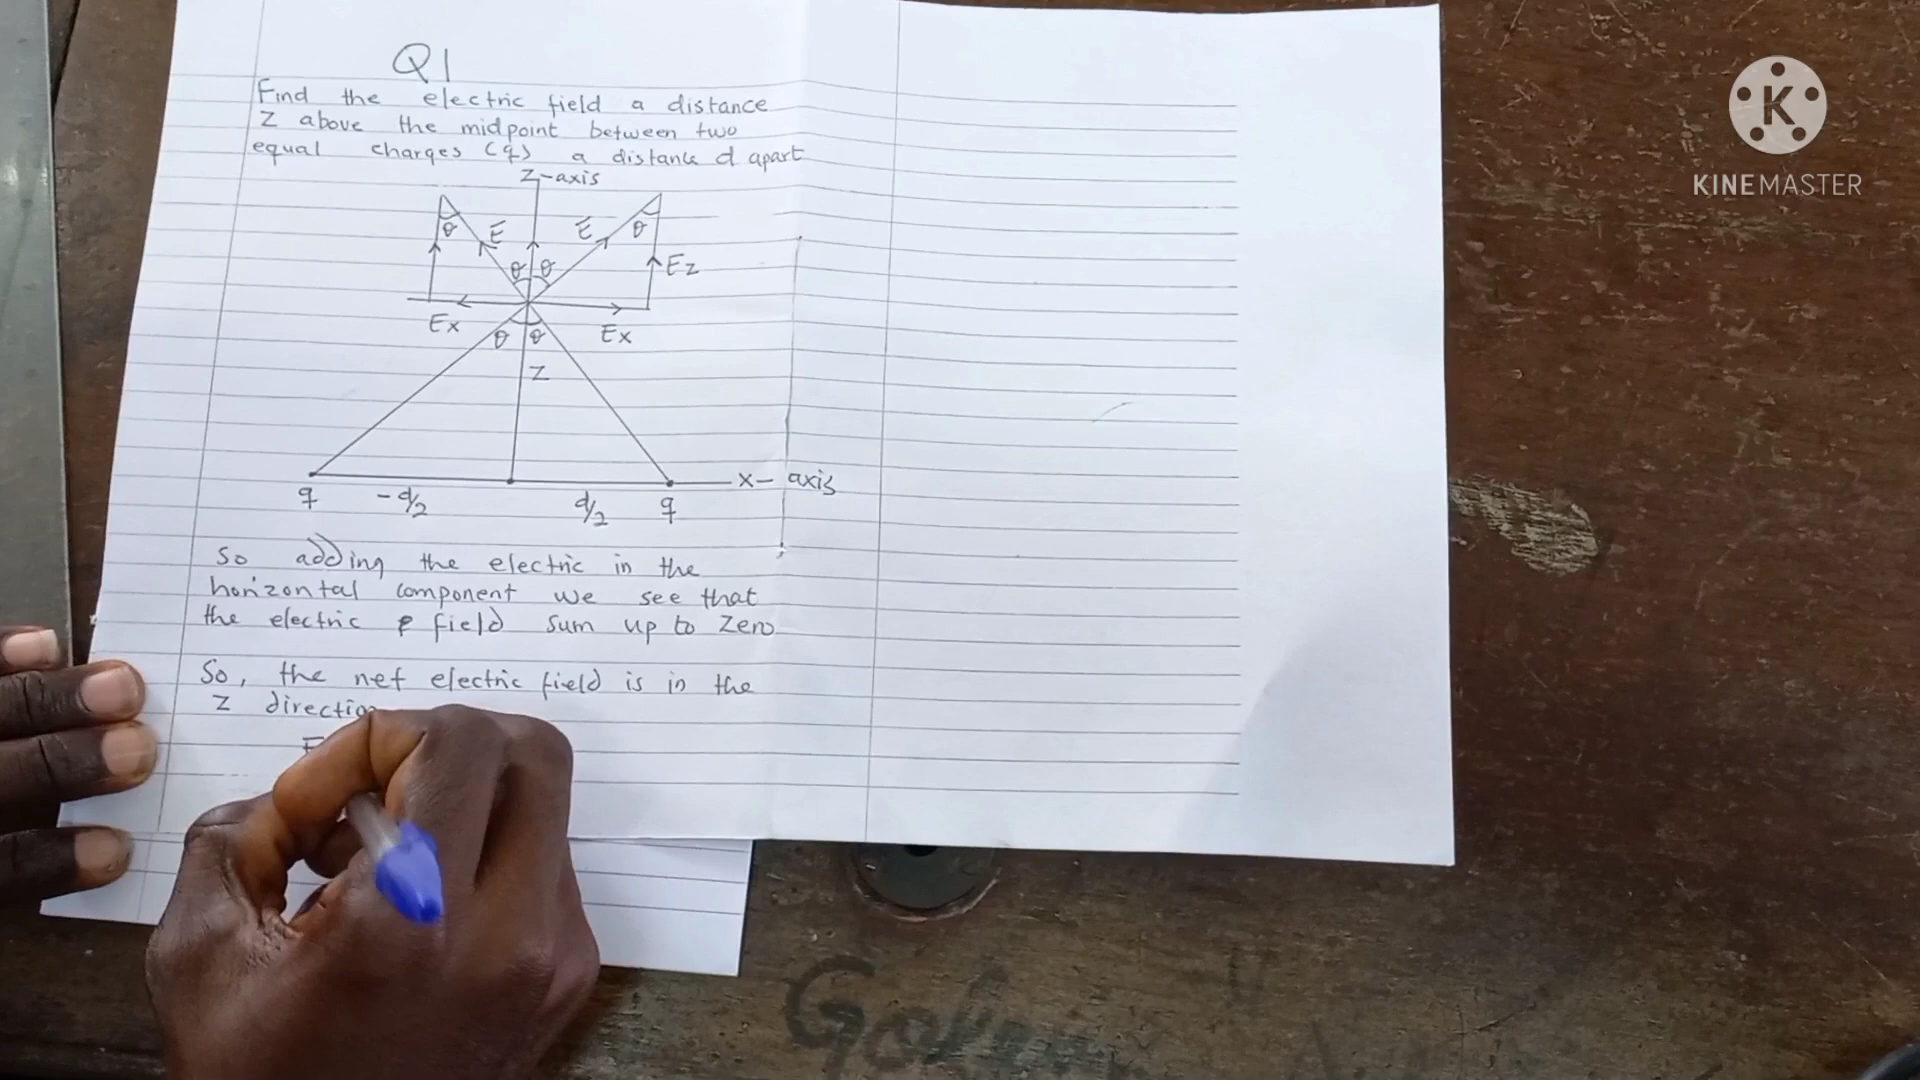 Q1
Find the electric field a distance
Z above the midpoint between two
equal charges (q) a distance d apart
Z-axis
θ E E θ
θ θ Ez
Ex Ex
θ θ
Z
x- axis
q -d/2 d/2 q
So adding the electric in the
horizontal component we see that
the electric field sum up to Zero
So, the net electric field is in the
Z direction
E
K
KINEMASTER